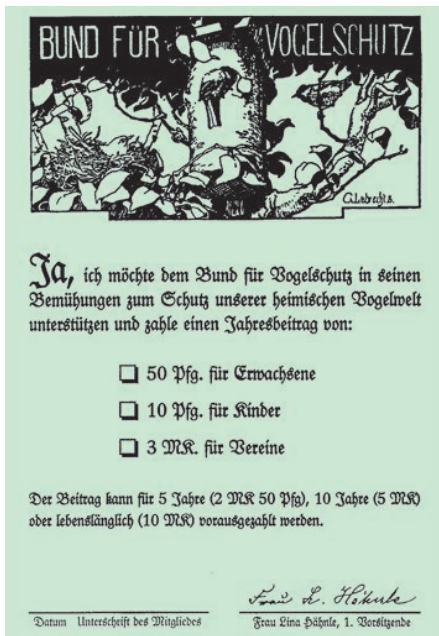 BUND FÜR VOGELSCHUTZ
G. Lebrecht s.
Ja, ich möchte dem Bund für Vogelschutz in seinen
Bemühungen zum Schutz unserer heimischen Vogelwelt
unterstützen und zahle einen Jahresbeitrag von:
50 Pfg. für Erwachsene
10 Pfg. für Kinder
3 MK. für Vereine
Der Beitrag kann für 5 Jahre (2 MK 50 Pfg), 10 Jahre (5 MK)
oder lebenslänglich (10 MK) vorausgezahlt werden.
Frau L. Hähnle
Datum Unterschrift des Mitgliedes
Frau Lina Hähnle, 1. Vorsitzende